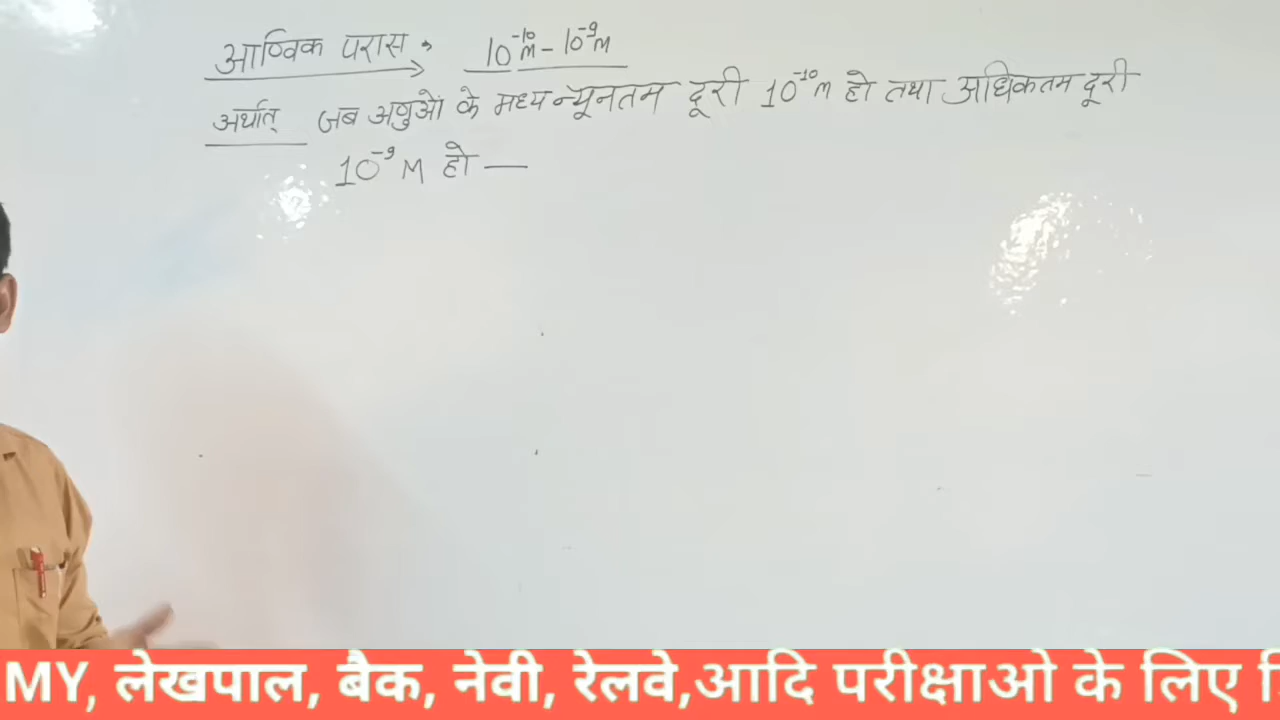 आण्विक परास → 10⁻¹⁰m - 10⁻⁹m
अर्थात् जब अणुओं के मध्य न्यूनतम दूरी 10⁻¹⁰m हो तथा अधिकतम दूरी
10⁻⁹ M हो —
MY, लेखपाल, बैक, नेवी, रेलवे,आदि परीक्षाओ के लिए